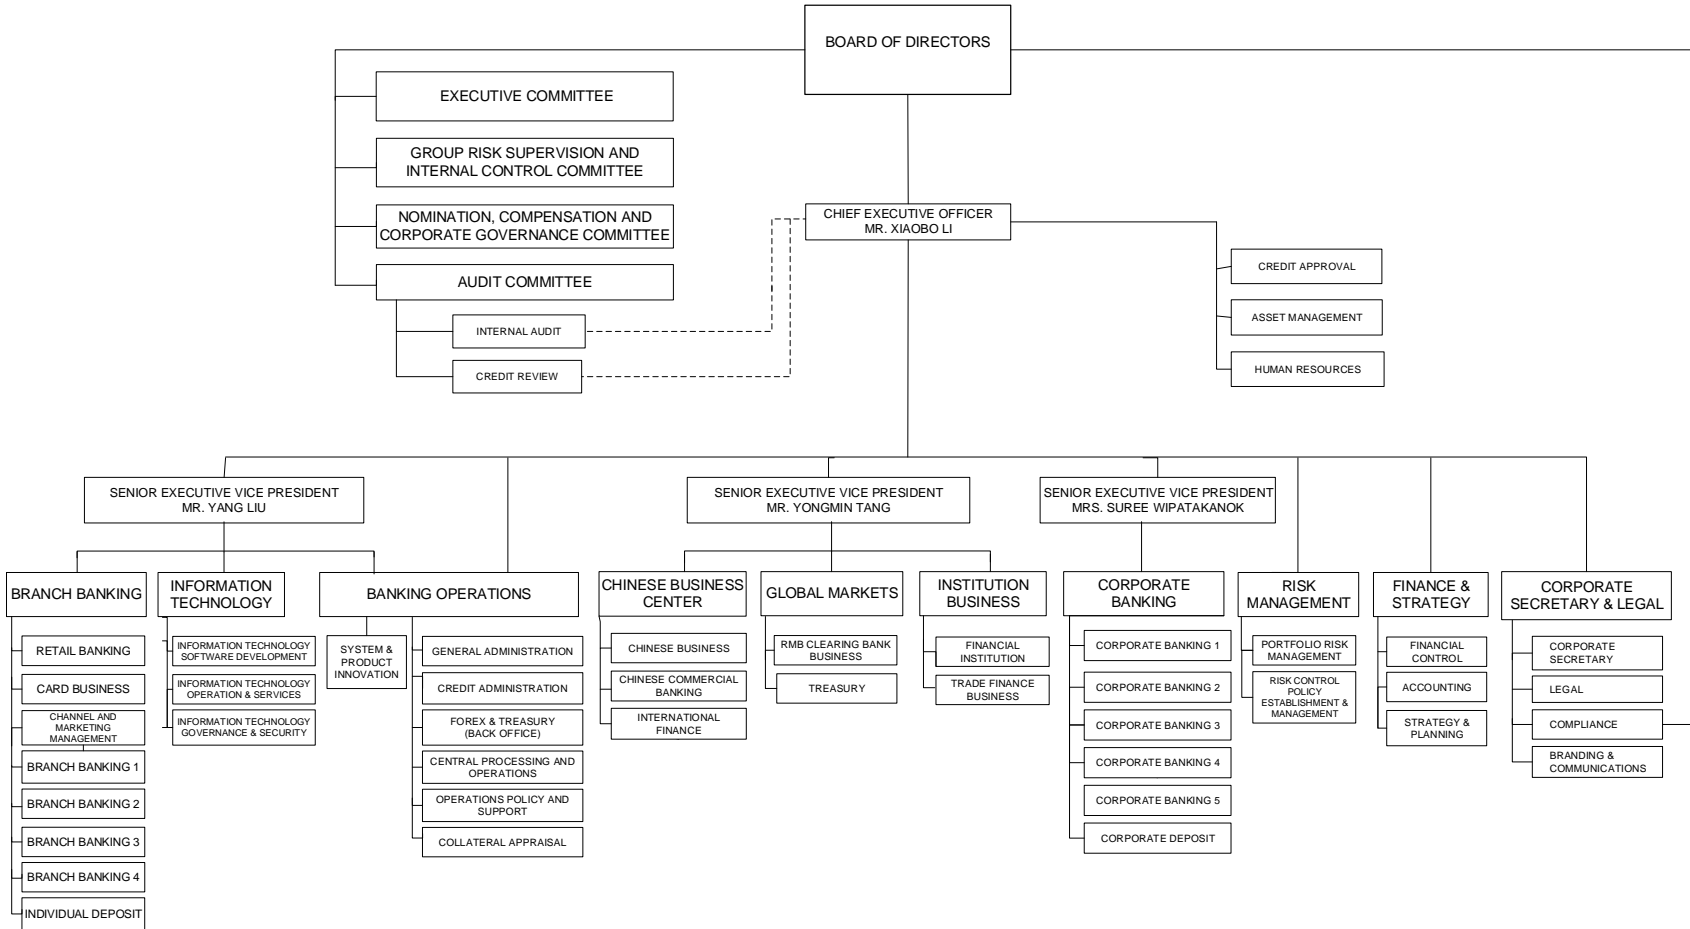 BOARD OF DIRECTORS
EXECUTIVE COMMITTEE
GROUP RISK SUPERVISION AND
INTERNAL CONTROL COMMITTEE
NOMINATION, COMPENSATION AND
CORPORATE GOVERNANCE COMMITTEE
AUDIT COMMITTEE
INTERNAL AUDIT
CREDIT REVIEW
CHIEF EXECUTIVE OFFICER
MR. XIAOBO LI
CREDIT APPROVAL
ASSET MANAGEMENT
HUMAN RESOURCES
SENIOR EXECUTIVE VICE PRESIDENT
MR. YANG LIU
SENIOR EXECUTIVE VICE PRESIDENT
MR. YONGMIN TANG
SENIOR EXECUTIVE VICE PRESIDENT
MRS. SUREE WIPATAKANOK
BRANCH BANKING
RETAIL BANKING
CARD BUSINESS
CHANNEL AND
MARKETING
MANAGEMENT
BRANCH BANKING 1
BRANCH BANKING 2
BRANCH BANKING 3
BRANCH BANKING 4
INDIVIDUAL DEPOSIT
INFORMATION
TECHNOLOGY
INFORMATION TECHNOLOGY
SOFTWARE DEVELOPMENT
INFORMATION TECHNOLOGY
OPERATION & SERVICES
INFORMATION TECHNOLOGY
GOVERNANCE & SECURITY
BANKING OPERATIONS
SYSTEM &
PRODUCT
INNOVATION
GENERAL ADMINISTRATION
CREDIT ADMINISTRATION
FOREX & TREASURY
(BACK OFFICE)
CENTRAL PROCESSING AND
OPERATIONS
OPERATIONS POLICY AND
SUPPORT
COLLATERAL APPRAISAL
CHINESE BUSINESS
CENTER
CHINESE BUSINESS
CHINESE COMMERCIAL
BANKING
INTERNATIONAL
FINANCE
GLOBAL MARKETS
RMB CLEARING BANK
BUSINESS
TREASURY
INSTITUTION
BUSINESS
FINANCIAL
INSTITUTION
TRADE FINANCE
BUSINESS
CORPORATE
BANKING
CORPORATE BANKING 1
CORPORATE BANKING 2
CORPORATE BANKING 3
CORPORATE BANKING 4
CORPORATE BANKING 5
CORPORATE DEPOSIT
RISK
MANAGEMENT
PORTFOLIO RISK
MANAGEMENT
RISK CONTROL
POLICY
ESTABLISHMENT &
MANAGEMENT
FINANCE &
STRATEGY
FINANCIAL
CONTROL
ACCOUNTING
STRATEGY &
PLANNING
CORPORATE
SECRETARY & LEGAL
CORPORATE
SECRETARY
LEGAL
COMPLIANCE
BRANDING &
COMMUNICATIONS